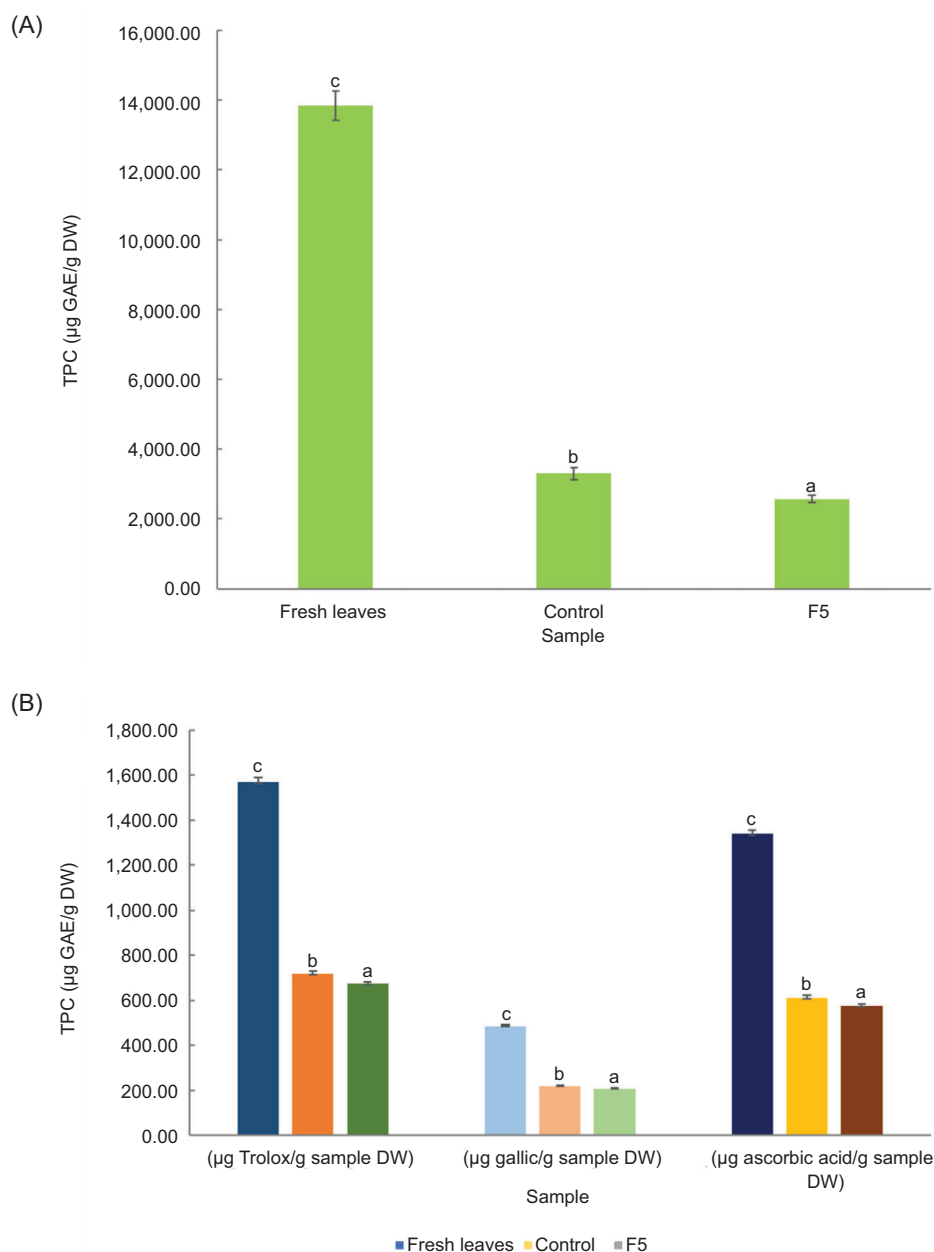 (A)
16,000.00
14,000.00
12,000.00
10,000.00
8,000.00
6,000.00
4,000.00
2,000.00
0.00
TPC (µg GAE/g DW)
c
b
a
Fresh leaves
Control
F5
Sample
(B)
1,800.00
1,600.00
1,400.00
1,200.00
1,000.00
800.00
600.00
400.00
200.00
0.00
TPC (µg GAE/g DW)
c
b
a
c
b
a
c
b
a
(µg Trolox/g sample DW)
(µg gallic/g sample DW)
(µg ascorbic acid/g sample
DW)
Sample
Fresh leaves
Control
F5